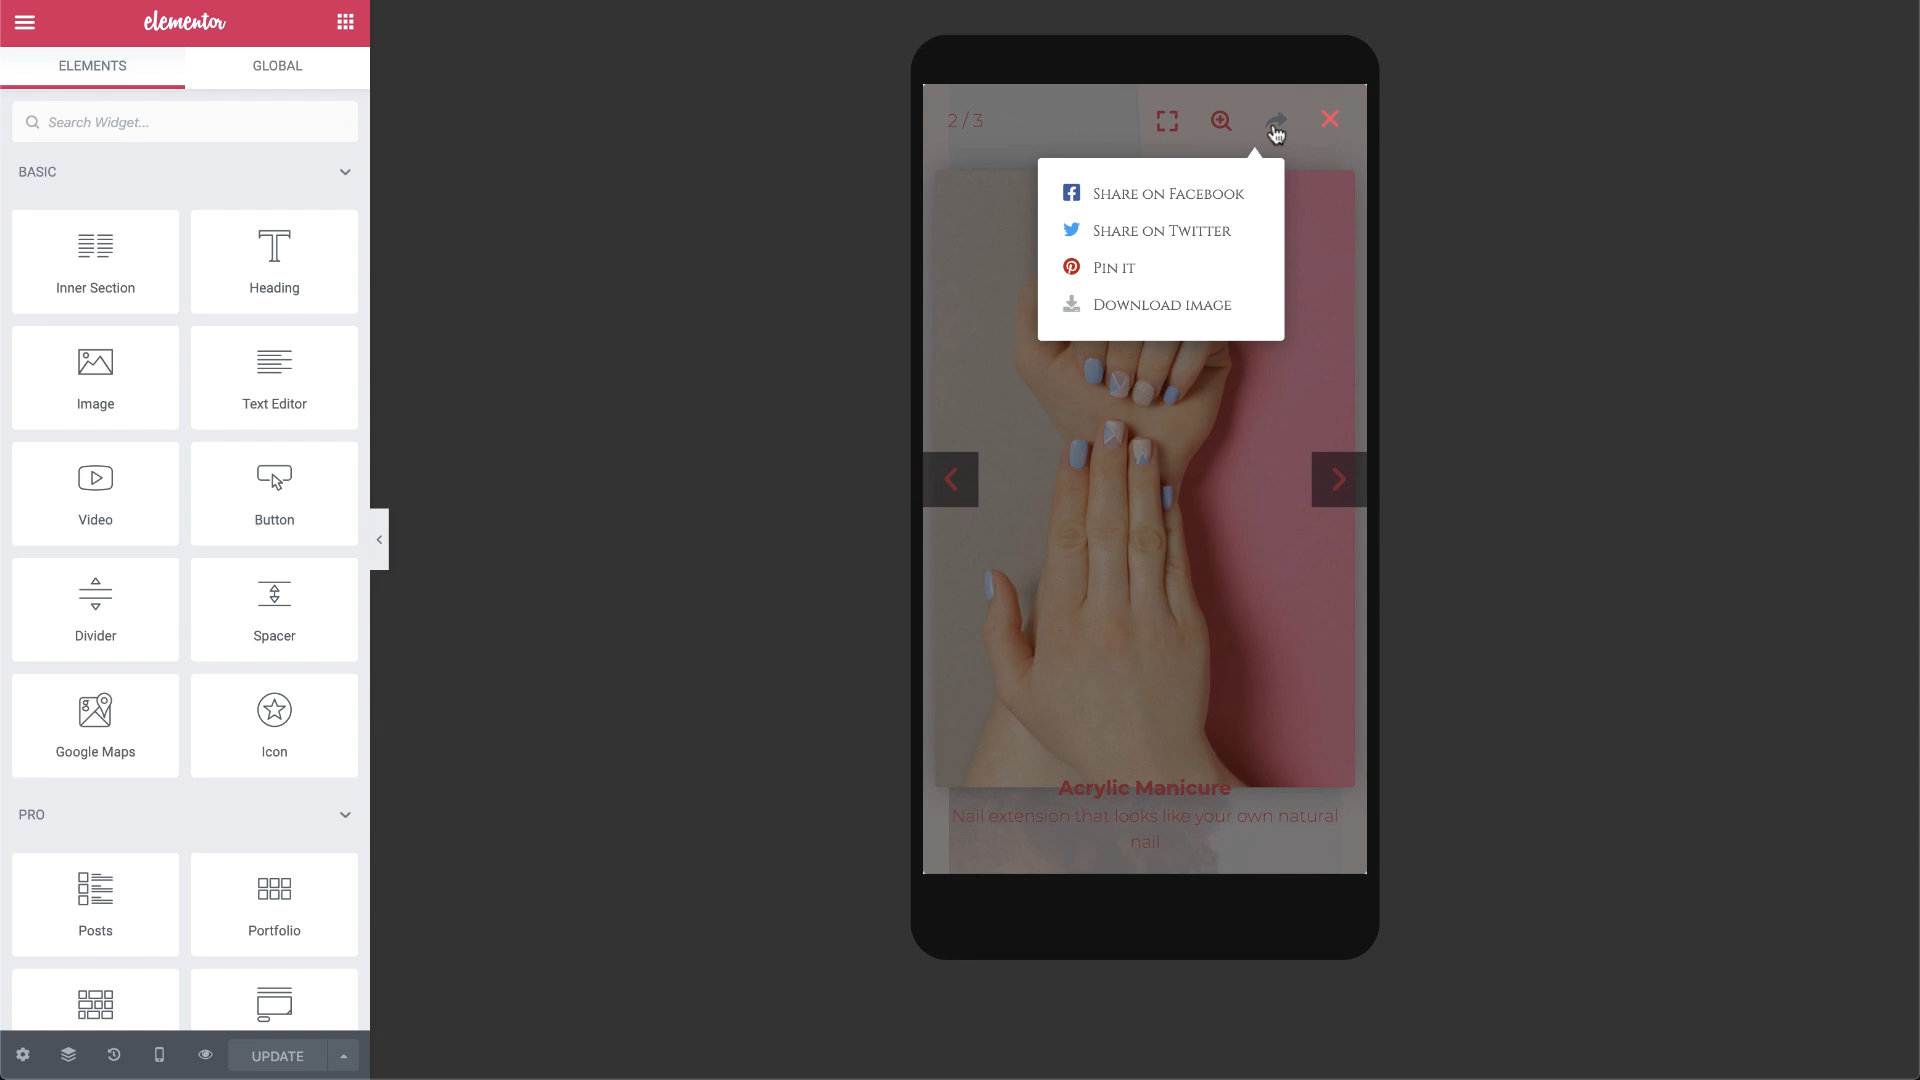 elementor
ELEMENTS
GLOBAL
Search Widget...
BASIC
Inner Section
Heading
Image
Text Editor
Video
Button
Divider
Spacer
Google Maps
Icon
PRO
Posts
Portfolio
UPDATE
2 / 3
Share on Facebook
Share on Twitter
Pin it
Download image
Acrylic Manicure
Nail extension that looks like your own natural
nail